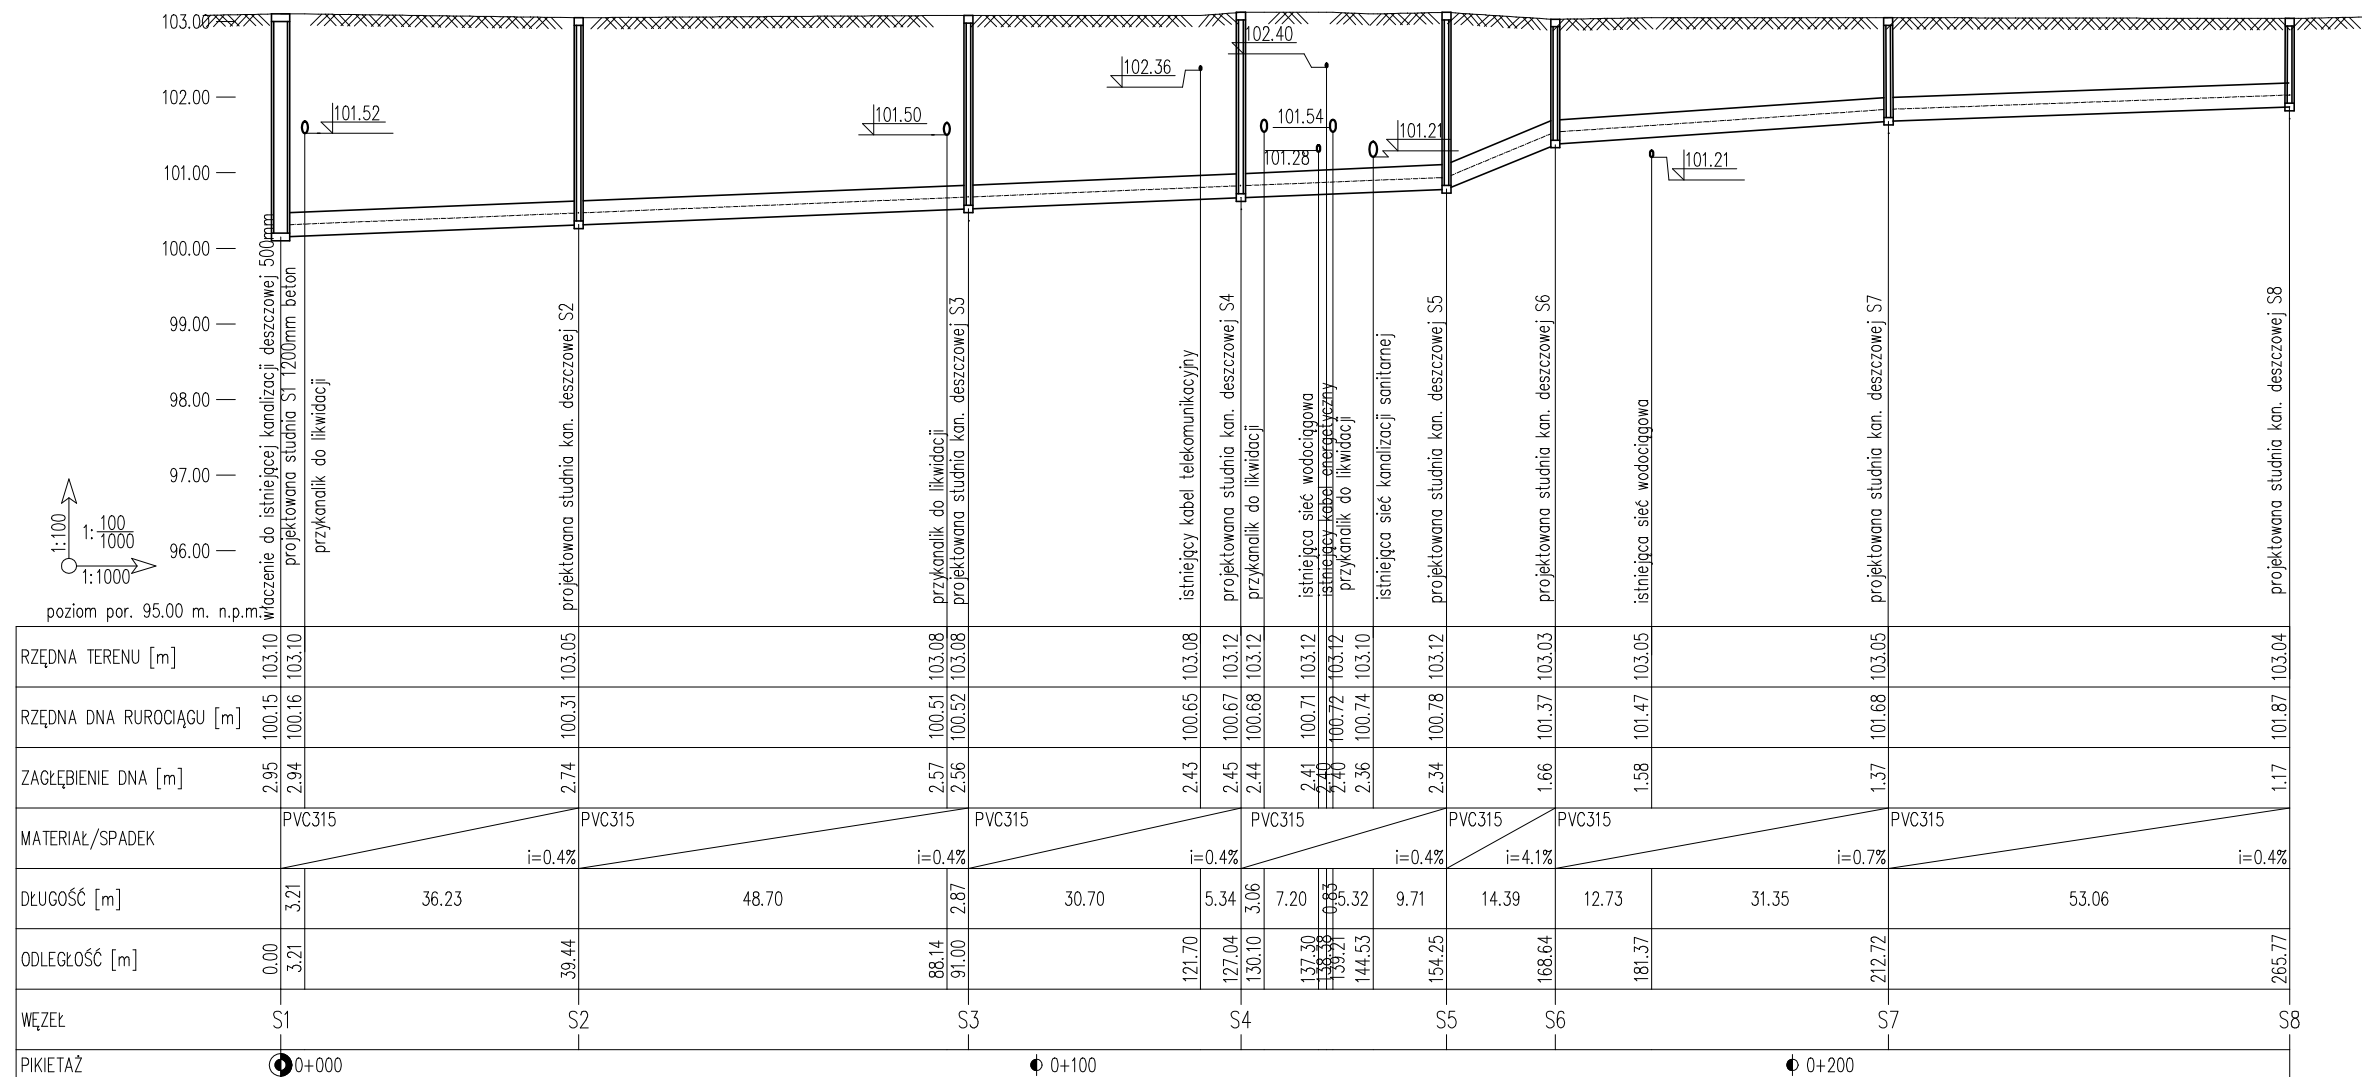 103.00
102.00
101.00
100.00
99.00
98.00
97.00
96.00
101.52
101.50
102.36
102.40
101.54
101.28
101.21
101.21
1:100
1: 100
1000
1:1000
poziom por. 95.00 m. n.p.m.
włączenie do istniejącej kanalizacji deszczowej 500mm
projektowana studnia S1 1200mm beton
przykanalik do likwidacji
projektowana studnia kan. deszczowej S2
przykanalik do likwidacji
projektowana studnia kan. deszczowej S3
istniejący kabel telekomunikacyjny
projektowana studnia kan. deszczowej S4
przykanalik do likwidacji
istniejąca sieć wodociągowa
istniejący kabel energetyczny
przykanalik do likwidacji
istniejąca sieć kanalizacji sanitarnej
projektowana studnia kan. deszczowej S5
projektowana studnia kan. deszczowej S6
istniejąca sieć wodociągowa
projektowana studnia kan. deszczowej S7
projektowana studnia kan. deszczowej S8
RZĘDNA TERENU [m] 103.10 103.10 103.05 103.08 103.08 103.08 103.12 103.12 103.12 103.12 103.10 103.12 103.03 103.05 103.05 103.04
RZĘDNA DNA RUROCIĄGU [m] 100.15 100.16 100.31 100.51 100.52 100.65 100.67 100.68 100.71 100.72 100.74 100.78 101.37 101.47 101.68 101.87
ZAGŁĘBIENIE DNA [m] 2.95 2.94 2.74 2.57 2.56 2.43 2.45 2.44 2.41 2.40 2.40 2.36 2.34 1.66 1.58 1.37 1.17
MATERIAŁ/SPADEK PVC315 i=0.4% PVC315 i=0.4% PVC315 i=0.4% PVC315 i=0.4% PVC315 i=4.1% PVC315 i=0.7% PVC315 i=0.4%
DŁUGOŚĆ [m] 3.21 36.23 48.70 2.87 30.70 5.34 3.06 7.20 0.83 5.32 9.71 14.39 12.73 31.35 53.06
ODLEGŁOŚĆ [m] 0.00 3.21 39.44 88.14 91.00 121.70 127.04 130.10 137.30 138.38 139.21 144.53 154.25 168.64 181.37 212.72 265.77
WĘZEŁ S1 S2 S3 S4 S5 S6 S7 S8
PIKIETAŻ 0+000 0+100 0+200